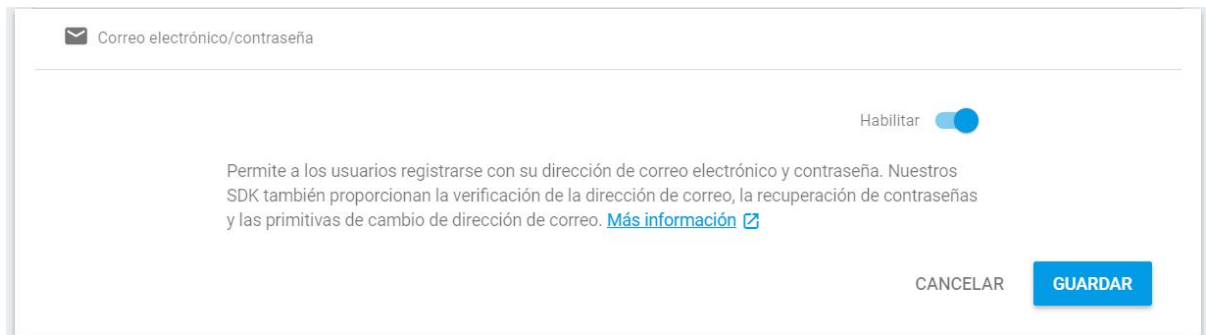 Correo electrónico/contraseña
Habilitar
Permite a los usuarios registrarse con su dirección de correo electrónico y contraseña. Nuestros
SDK también proporcionan la verificación de la dirección de correo, la recuperación de contraseñas
y las primitivas de cambio de dirección de correo. Más información
CANCELAR GUARDAR